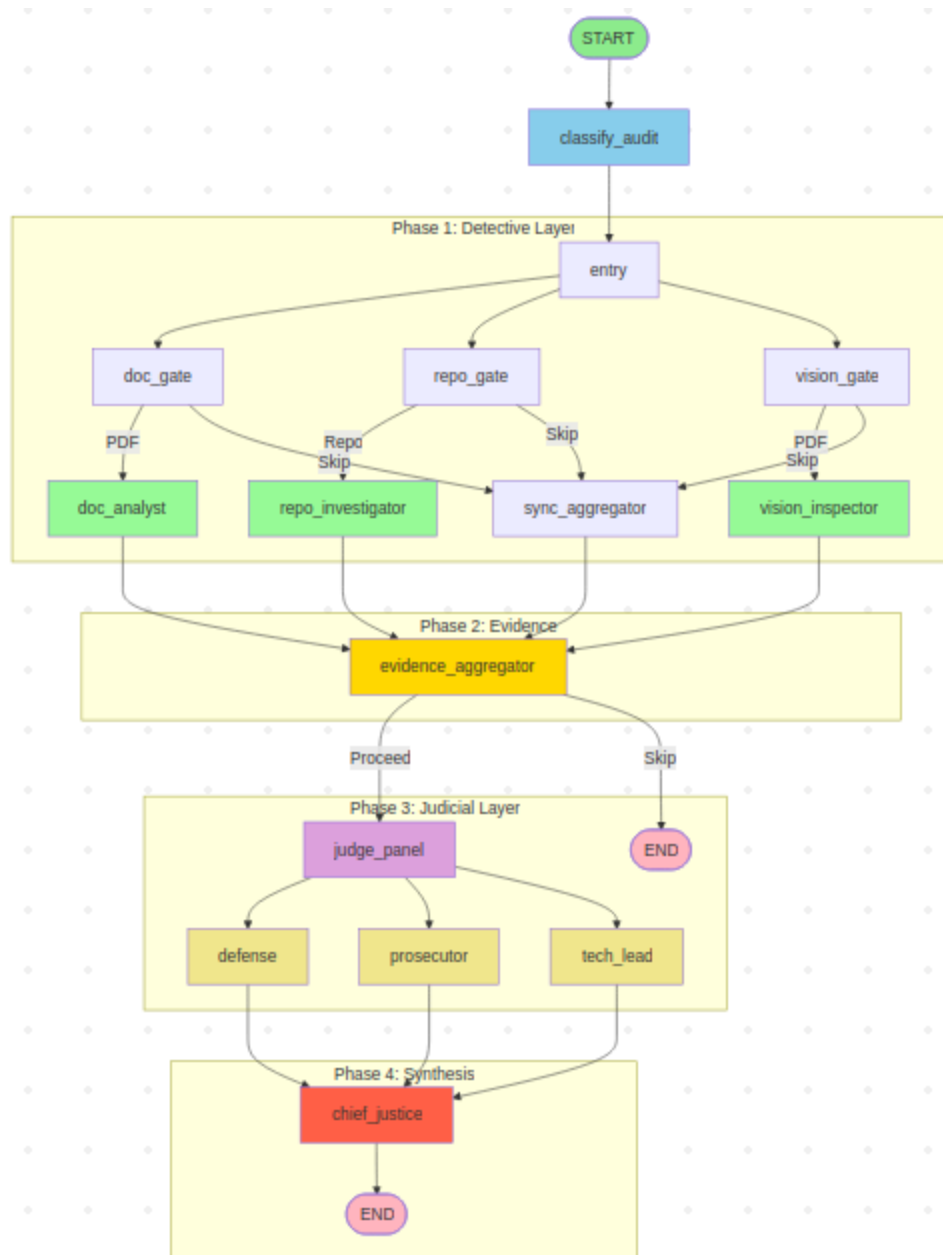 START
classify_audit
Phase 1: Detective Layer
entry
doc_gate
repo_gate
vision_gate
PDF
Repo
Skip
Skip
PDF
Skip
doc_analyst
repo_investigator
sync_aggregator
vision_inspector
Phase 2: Evidence
evidence_aggregator
Proceed
Skip
Phase 3: Judicial Layer
judge_panel
END
defense
prosecutor
tech_lead
Phase 4: Synthesis
chief_justice
END